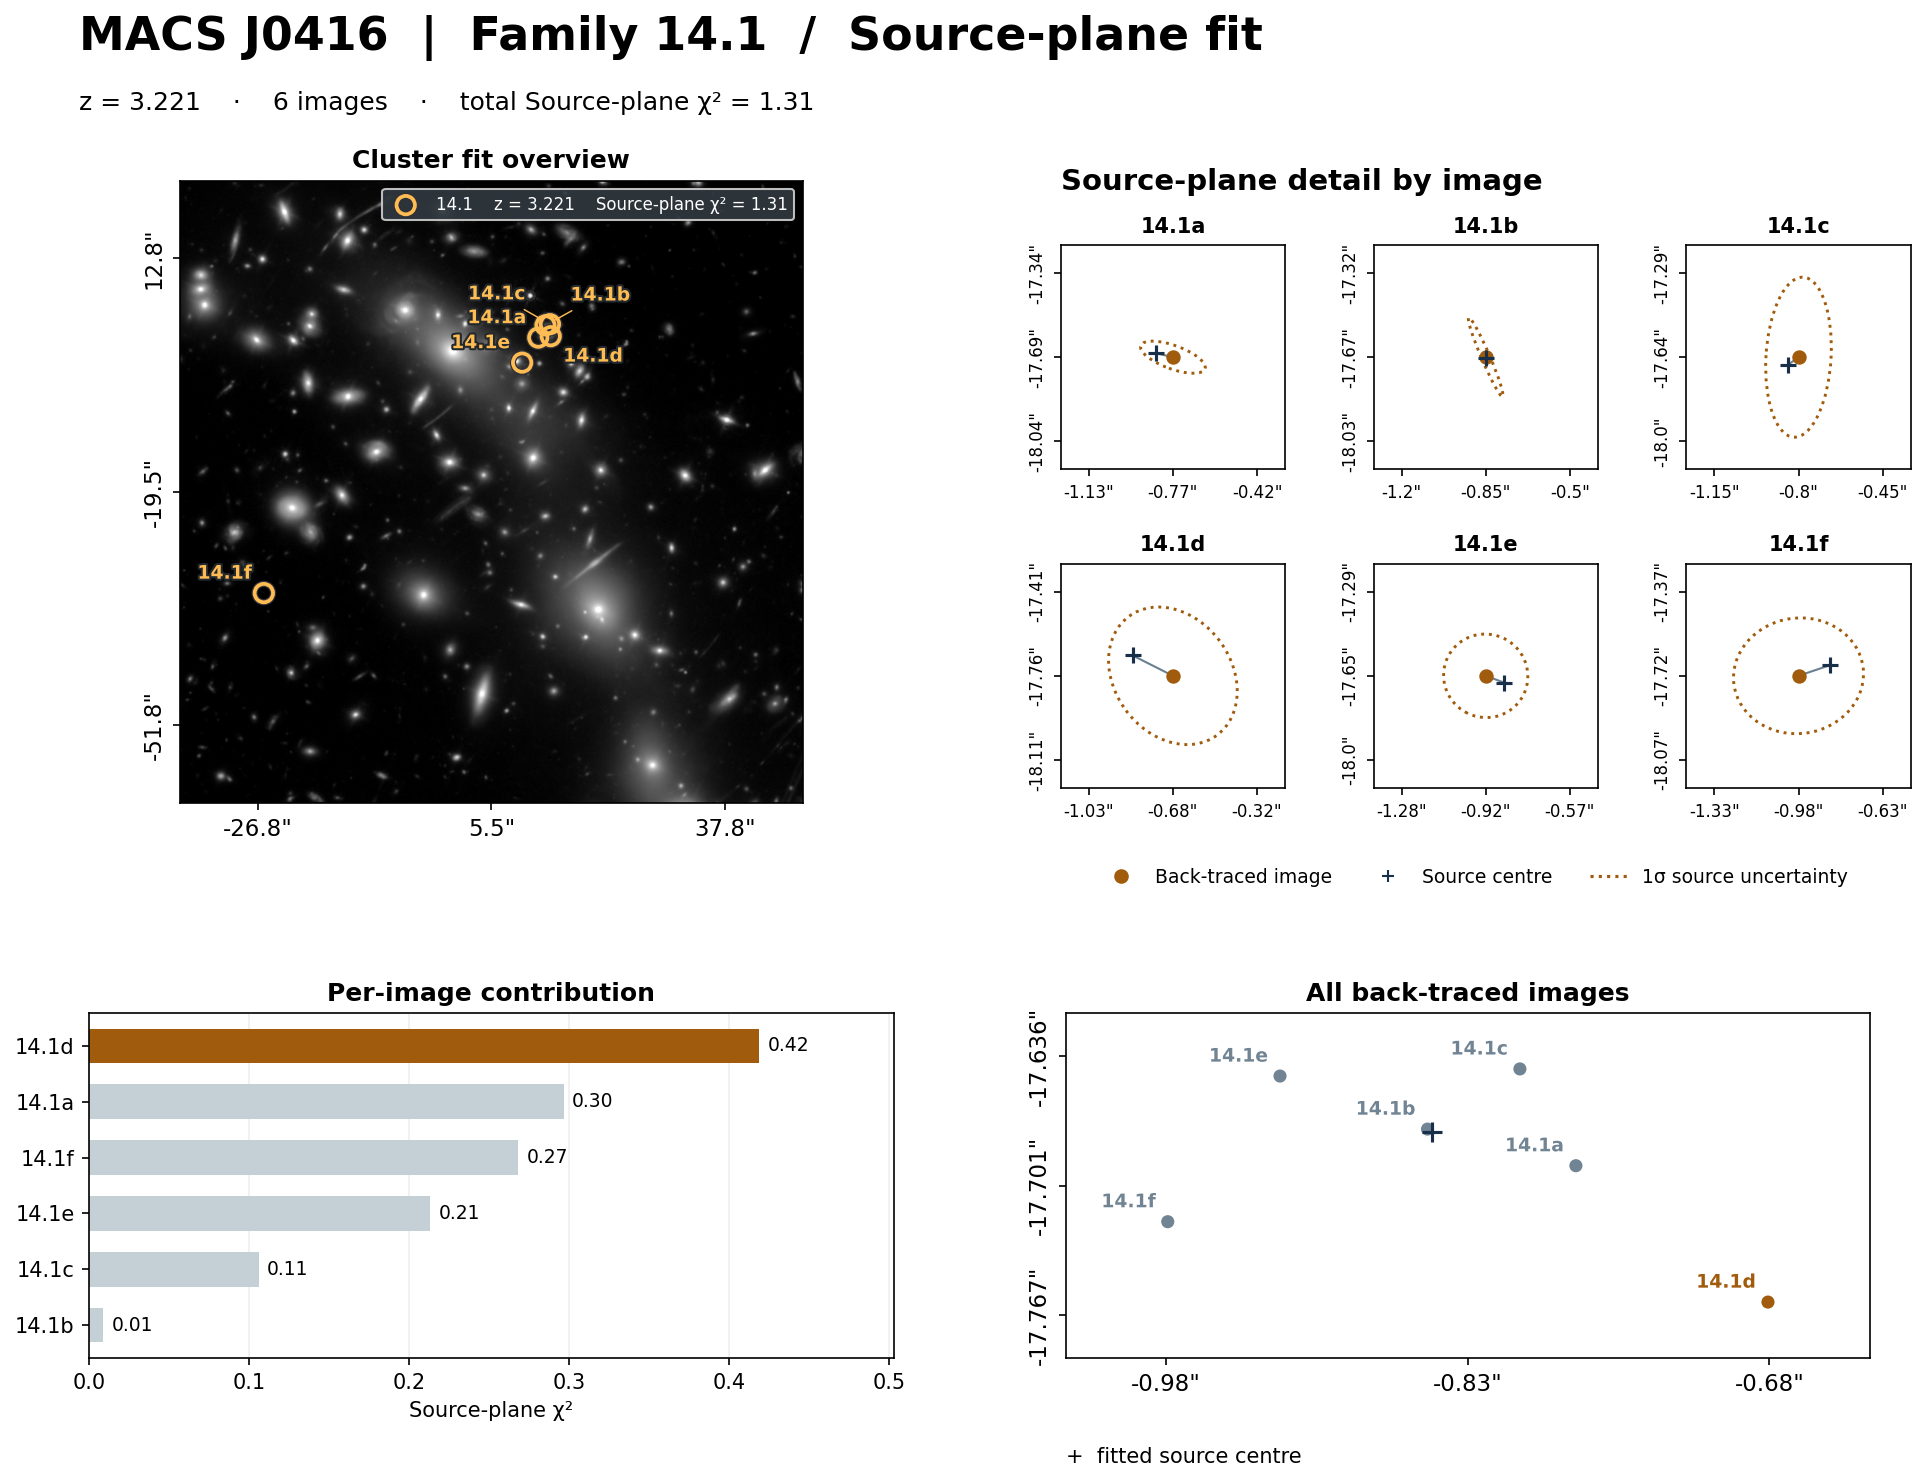 MACS J0416 | Family 14.1 / Source-plane fit
z = 3.221 · 6 images · total Source-plane χ² = 1.31
Cluster fit overview
14.1 z = 3.221 Source-plane χ² = 1.31
12.8"
-19.5"
-51.8"
14.1c
14.1b
14.1a
14.1e
14.1d
14.1f
-26.8"
5.5"
37.8"
Source-plane detail by image
14.1a
-17.34"
-17.69"
-18.04"
-1.13"
-0.77"
-0.42"
14.1b
-17.32"
-17.67"
-18.03"
-1.2"
-0.85"
-0.5"
14.1c
-17.29"
-17.64"
-18.0"
-1.15"
-0.8"
-0.45"
14.1d
-17.41"
-17.76"
-18.11"
-1.03"
-0.68"
-0.32"
14.1e
-17.29"
-17.65"
-18.0"
-1.28"
-0.92"
-0.57"
14.1f
-17.37"
-17.72"
-18.07"
-1.33"
-0.98"
-0.63"
Back-traced image
Source centre
1σ source uncertainty
Per-image contribution
14.1d
0.42
14.1a
0.30
14.1f
0.27
14.1e
0.21
14.1c
0.11
14.1b
0.01
0.0
0.1
0.2
0.3
0.4
0.5
Source-plane χ²
All back-traced images
-17.636"
-17.701"
-17.767"
14.1e
14.1c
14.1b
14.1a
14.1f
14.1d
-0.98"
-0.83"
-0.68"
+ fitted source centre